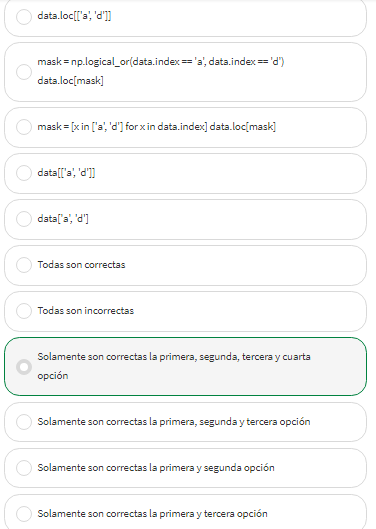 data.loc[['a', 'd']]
mask = np.logical_or(data.index == 'a', data.index == 'd')
data.loc[mask]
mask = [x in ['a', 'd'] for x in data.index] data.loc[mask]
data[['a', 'd']]
data['a', 'd']
Todas son correctas
Todas son incorrectas
Solamente son correctas la primera, segunda, tercera y cuarta
opción
Solamente son correctas la primera, segunda y tercera opción
Solamente son correctas la primera y segunda opción
Solamente son correctas la primera y tercera opción